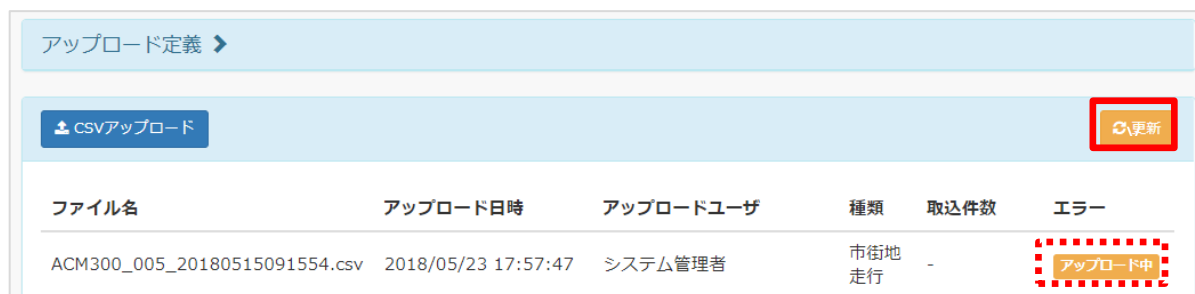 アップロード定義
CSVアップロード
更新
ファイル名 アップロード日時 アップロードユーザ 種類 取込件数 エラー
ACM300_005_20180515091554.csv 2018/05/23 17:57:47 システム管理者 市街地 - アップロード中
走行